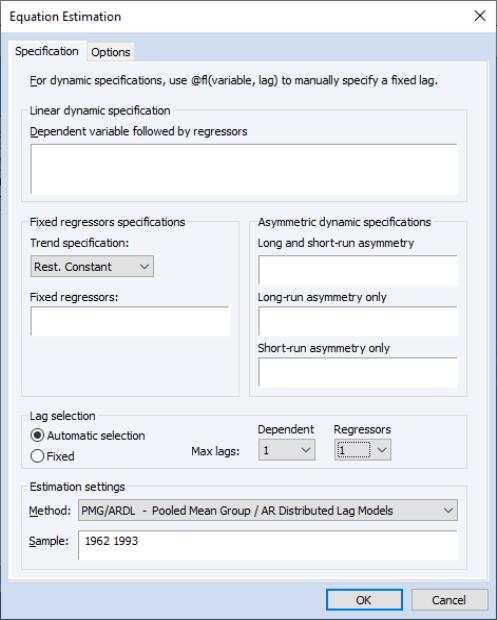 Equation Estimation
Specification Options
For dynamic specifications, use @fl(variable, lag) to manually specify a fixed lag.
Linear dynamic specification
Dependent variable followed by regressors
Fixed regressors specifications
Trend specification:
Rest. Constant
Fixed regressors:
Asymmetric dynamic specifications
Long and short-run asymmetry
Long-run asymmetry only
Short-run asymmetry only
Lag selection
Automatic selection
Fixed
Dependent Regressors
Max lags: 1 1
Estimation settings
Method: PMG/ARDL - Pooled Mean Group / AR Distributed Lag Models
Sample: 1962 1993
OK Cancel